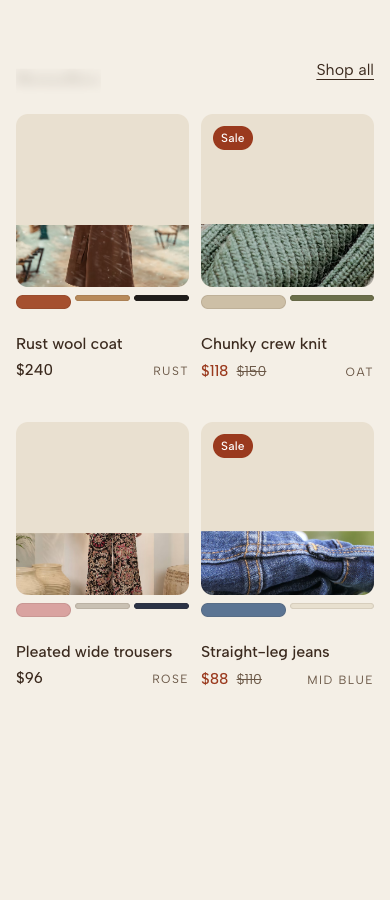 Shop all
Sale
Rust wool coat
$240 RUST
Chunky crew knit
$118 $150 OAT
Sale
Pleated wide trousers
$96 ROSE
Straight-leg jeans
$88 $110 MID BLUE